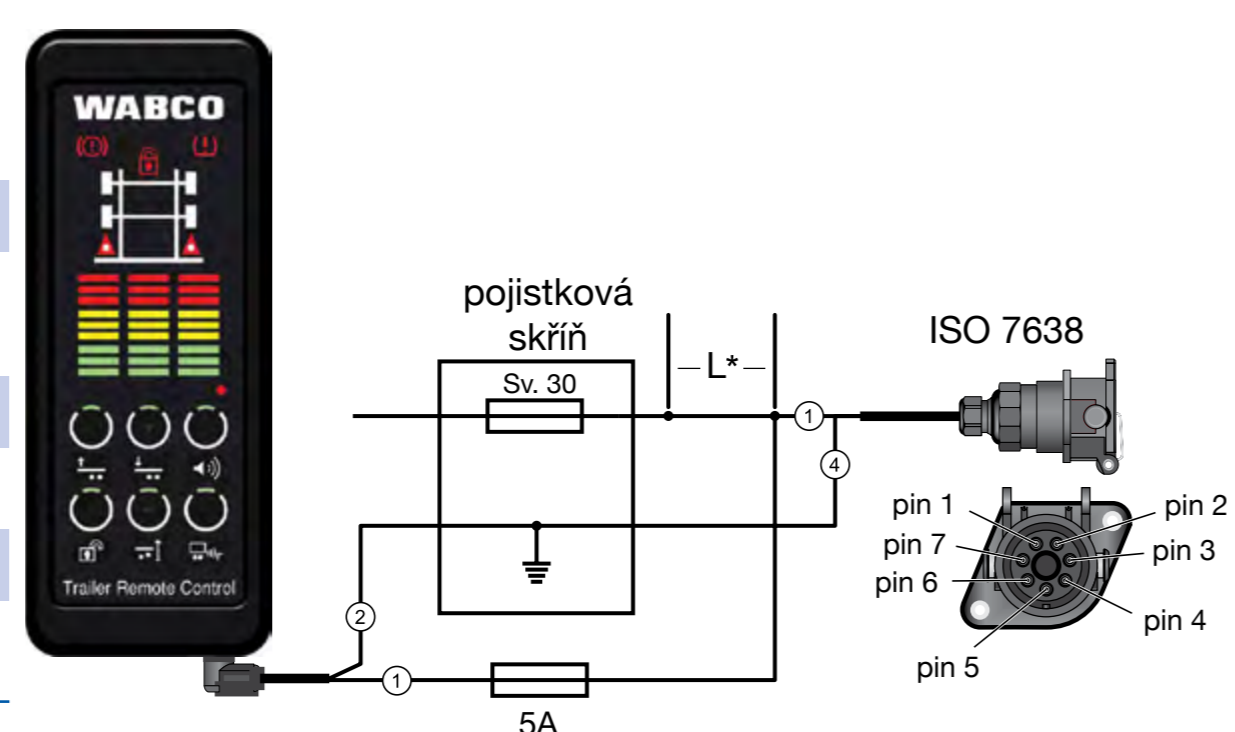 WABCO
Trailer Remote Control
pojistková
skříň
Sv. 30
L*
ISO 7638
1
4
2
1
5A
pin 1
pin 2
pin 7
pin 3
pin 6
pin 4
pin 5